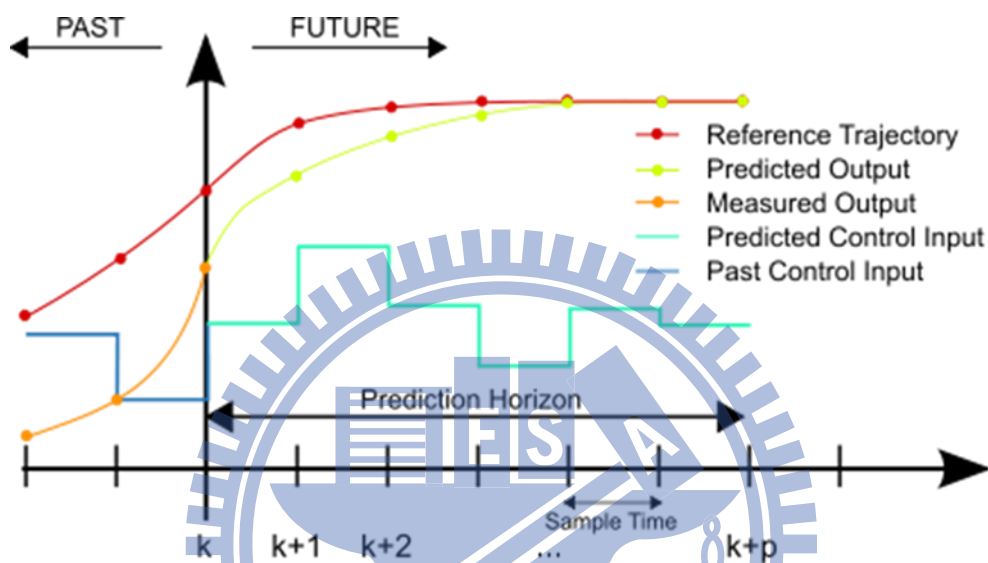 PAST
FUTURE
Reference Trajectory
Predicted Output
Measured Output
Predicted Control Input
Past Control Input
Prediction Horizon
E S A
Sample Time
8
k k+1 k+2 ... k+p